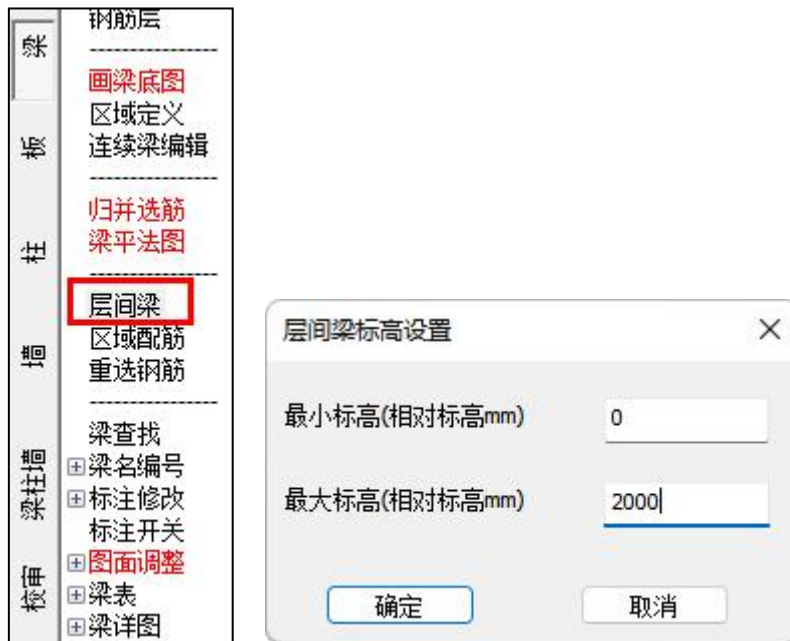 梁
板
柱
墙
梁柱墙
校审
钢筋层
画梁底图
区域定义
连续梁编辑
归并选筋
梁平法图
层间梁
区域配筋
重选钢筋
梁查找
梁名编号
标注修改
标注开关
图面调整
梁表
梁详图
层间梁标高设置
最小标高(相对标高mm)
0
最大标高(相对标高mm)
2000
确定
取消